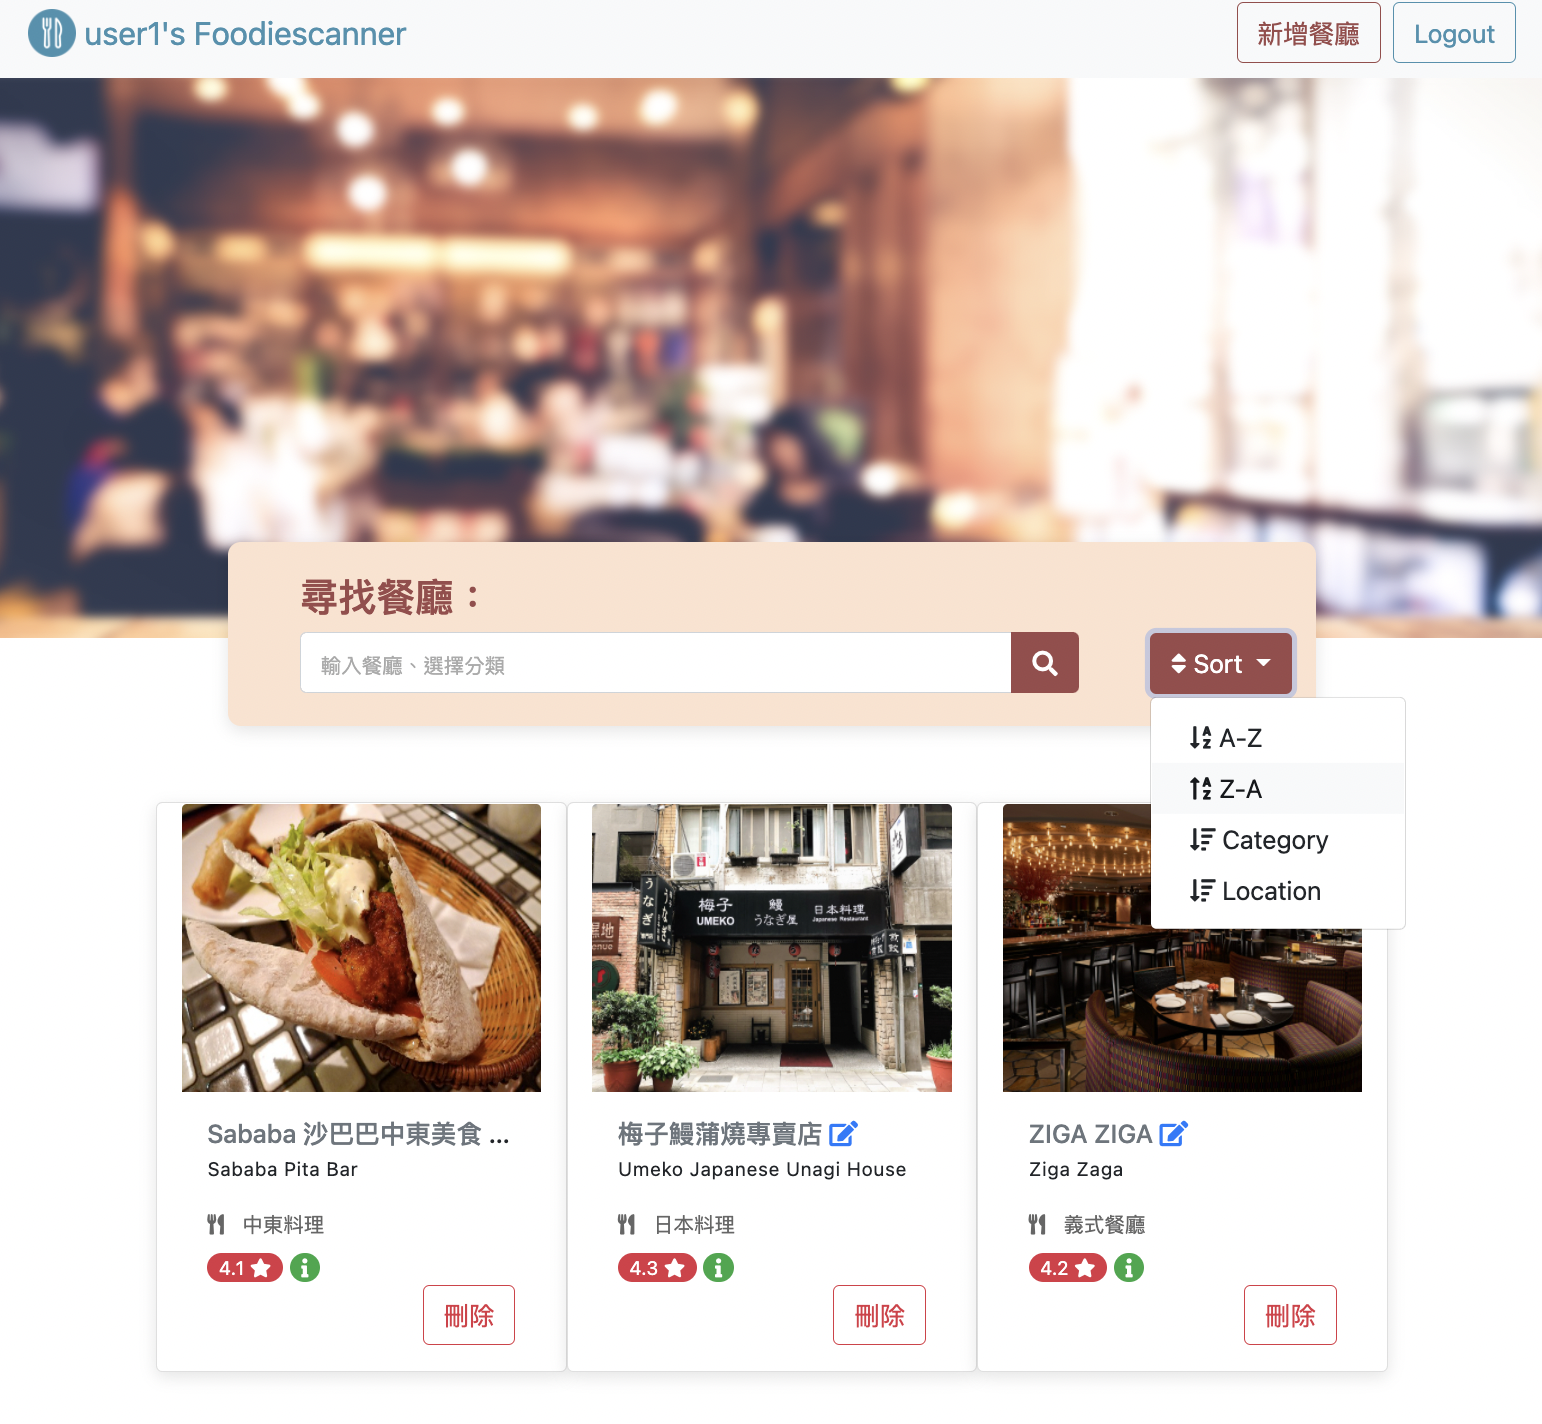 user1's Foodiescanner
新增餐廳
Logout
尋找餐廳：
輸入餐廳、選擇分類
Sort
A-Z
Z-A
Category
Location
うなぎ
梅子
UMEKO
鰻
うなぎ屋
日本料理
Japanese Restaurant
Sababa 沙巴巴中東美食 ...
Sababa Pita Bar
中東料理
4.1
刪除
梅子鰻蒲燒專賣店
Umeko Japanese Unagi House
日本料理
4.3
刪除
ZIGA ZIGA
Ziga Zaga
義式餐廳
4.2
刪除